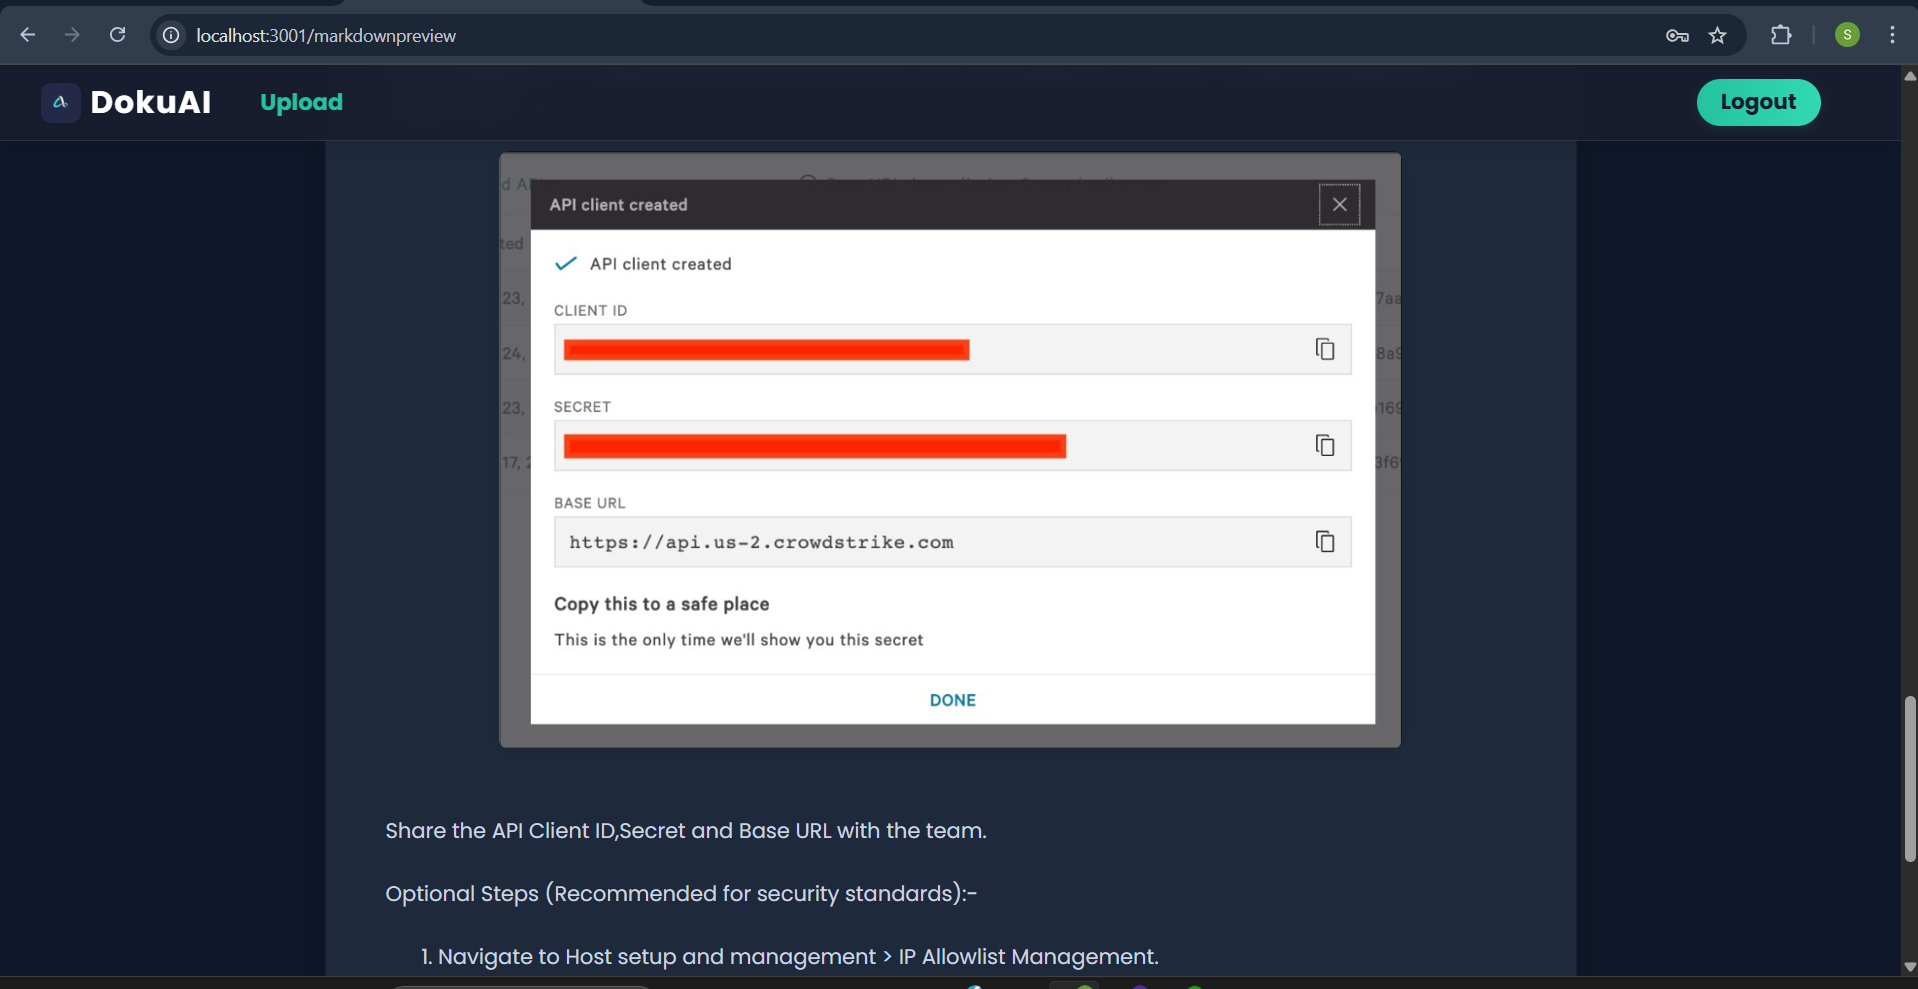 localhost:3001/markdownpreview
S
DokuAI
Upload
Logout
API client created
API client created
ted
23,
7aa
CLIENT ID
24,
8a9
SECRET
23,
169
17, 2
3f6
BASE URL
https://api.us-2.crowdstrike.com
Copy this to a safe place
This is the only time we'll show you this secret
DONE
Share the API Client ID,Secret and Base URL with the team.
Optional Steps (Recommended for security standards):-
1. Navigate to Host setup and management > IP Allowlist Management.